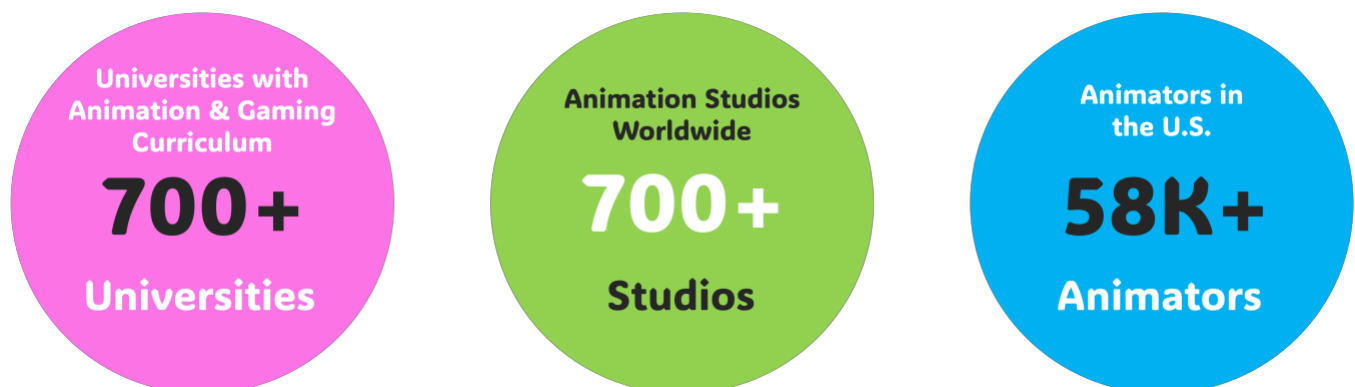 Universities with
Animation & Gaming
Curriculum
700+
Universities
Animation Studios
Worldwide
700+
Studios
Animators in
the U.S.
58K+
Animators